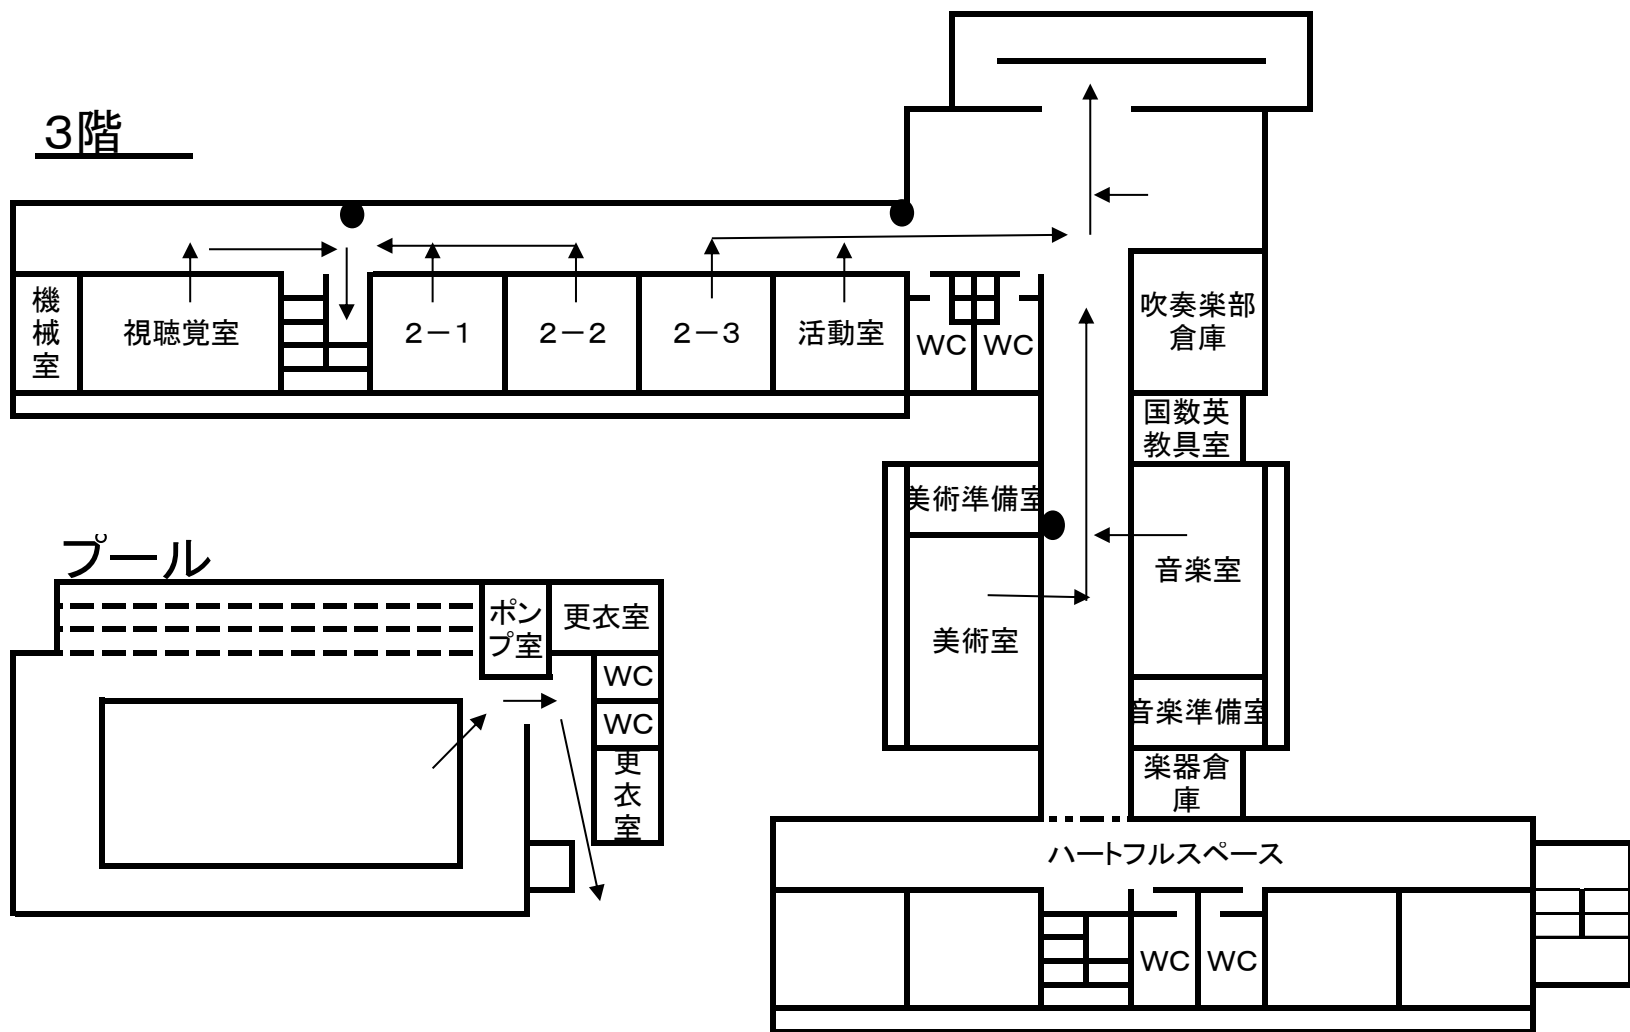 ３階
機械室
視聴覚室
２－１
２－２
２－３
活動室
WC
WC
吹奏楽部
倉庫
国数英
教具室
美術準備室
音楽室
美術室
音楽準備室
楽器倉
庫
ハートフルスペース
WC
WC
プール
ポン
プ室
更衣室
WC
WC
更衣室